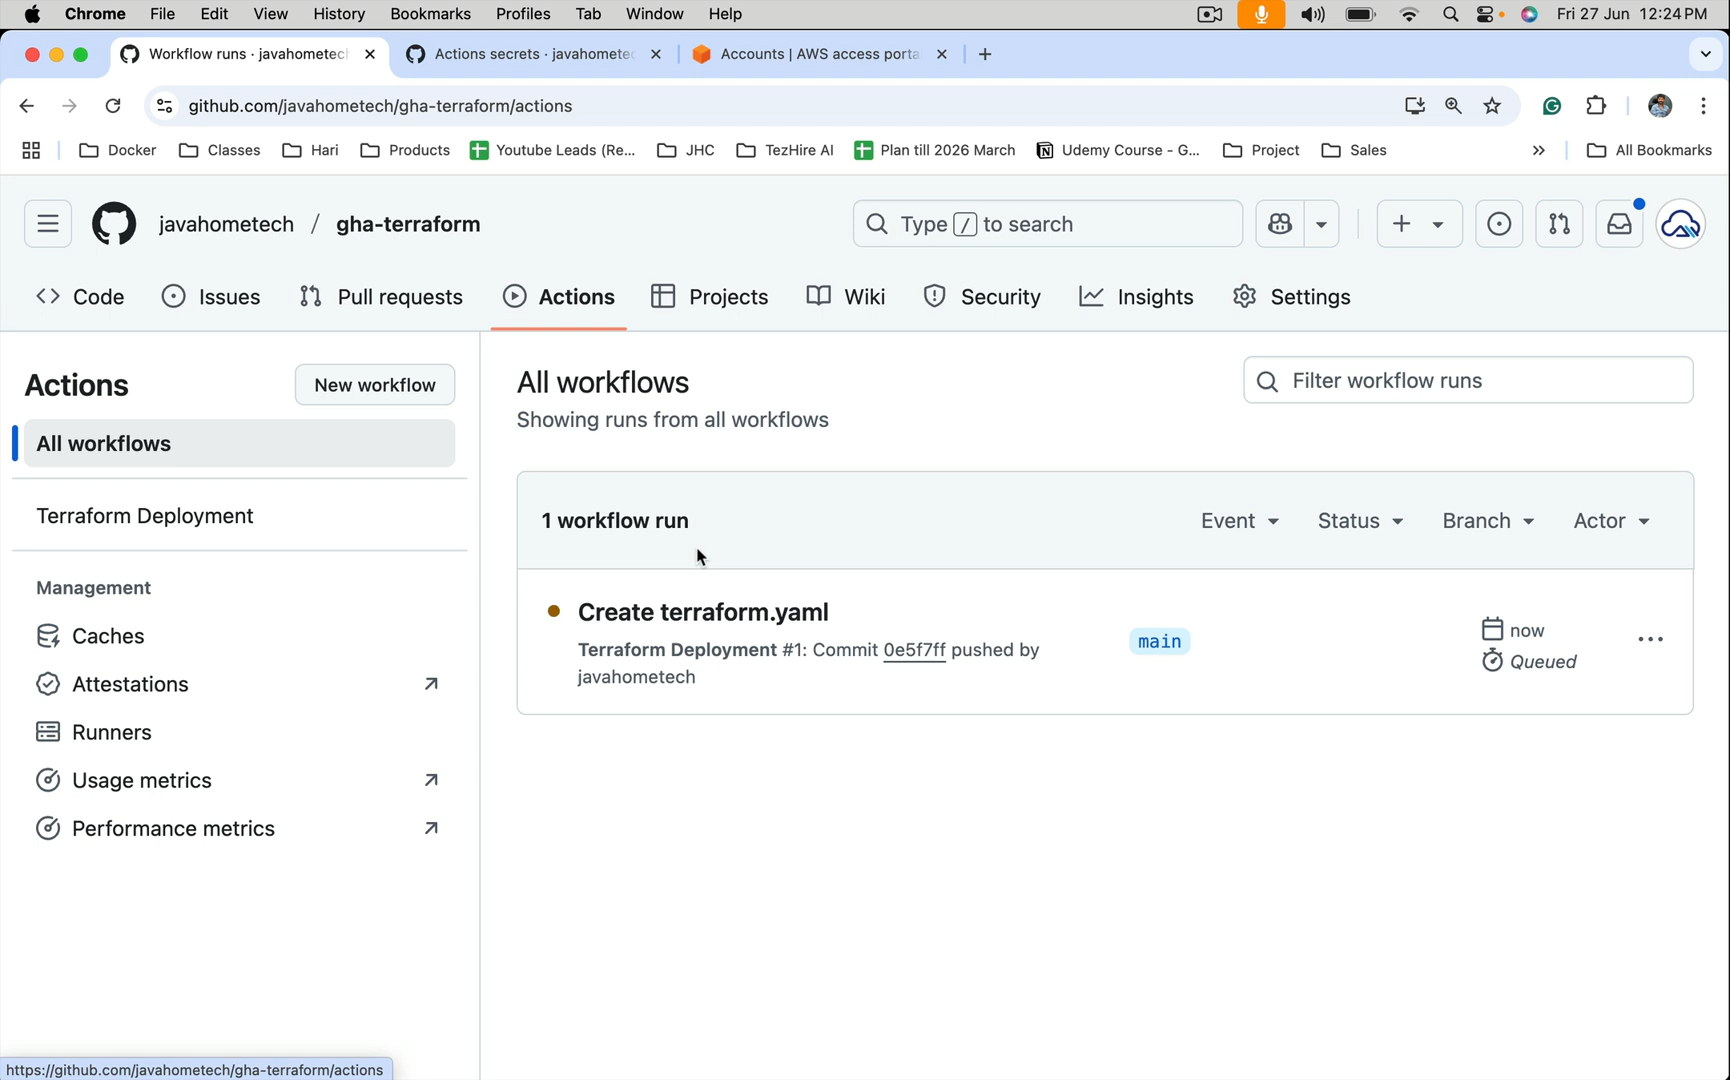 Chrome File Edit View History Bookmarks Profiles Tab Window Help Fri 27 Jun 12:24 PM
Workflow runs · javahometech Actions secrets · javahometec Accounts | AWS access porta
github.com/javahometech/gha-terraform/actions
Docker Classes Hari Products Youtube Leads (Re... JHC TezHire AI Plan till 2026 March Udemy Course - G... Project Sales » All Bookmarks
javahometech / gha-terraform Type / to search
Code Issues Pull requests Actions Projects Wiki Security Insights Settings
Actions New workflow
All workflows
Terraform Deployment
Management
Caches
Attestations
Runners
Usage metrics
Performance metrics
All workflows
Showing runs from all workflows
Filter workflow runs
1 workflow run Event Status Branch Actor
Create terraform.yaml
Terraform Deployment #1: Commit 0e5f7ff pushed by
javahometech
main
now
Queued
https://github.com/javahometech/gha-terraform/actions